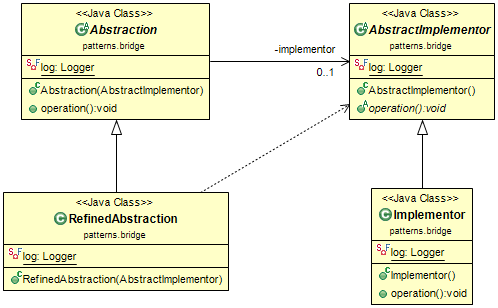 <<Java Class>>
Abstraction
patterns.bridge
log: Logger
Abstraction(AbstractImplementor)
operation():void
-implementor
0..1
<<Java Class>>
AbstractImplementor
patterns.bridge
log: Logger
AbstractImplementor()
operation():void
<<Java Class>>
RefinedAbstraction
patterns.bridge
log: Logger
RefinedAbstraction(AbstractImplementor)
<<Java Class>>
Implementor
patterns.bridge
log: Logger
Implementor()
operation():void